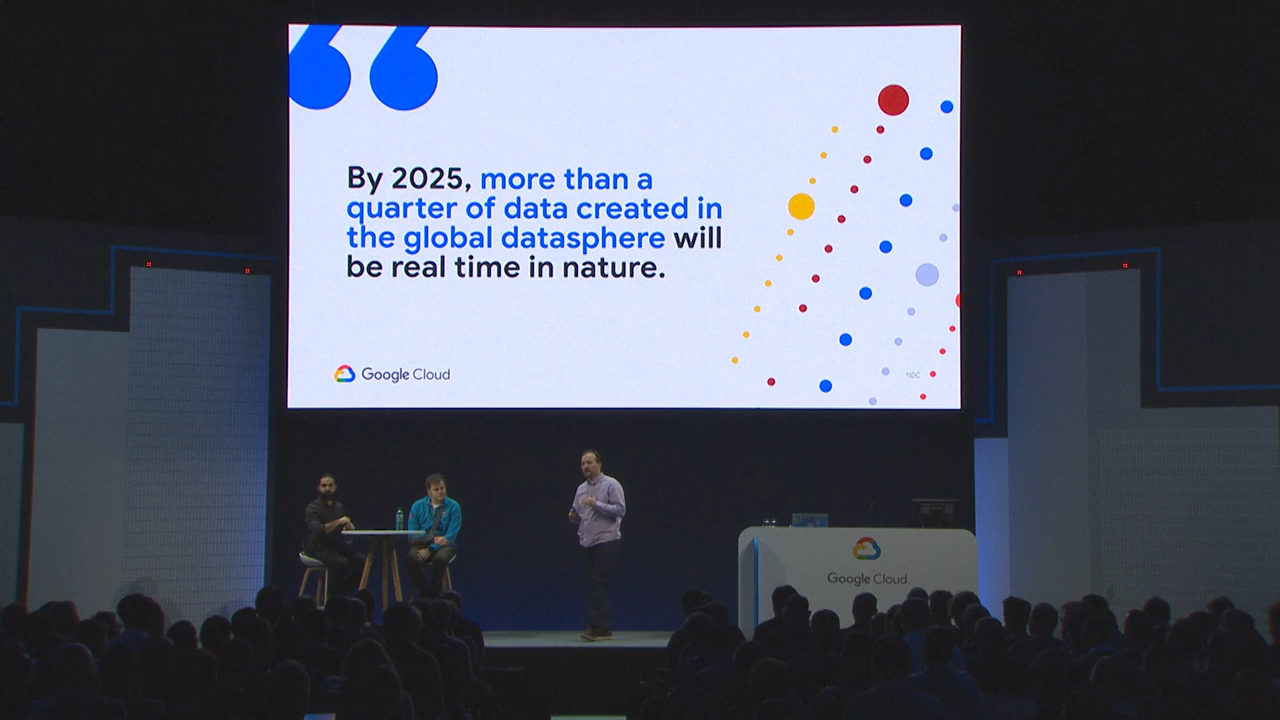 By 2025, more than a
quarter of data created in
the global datasphere will
be real time in nature.
Google Cloud
*IDC
Google Cloud